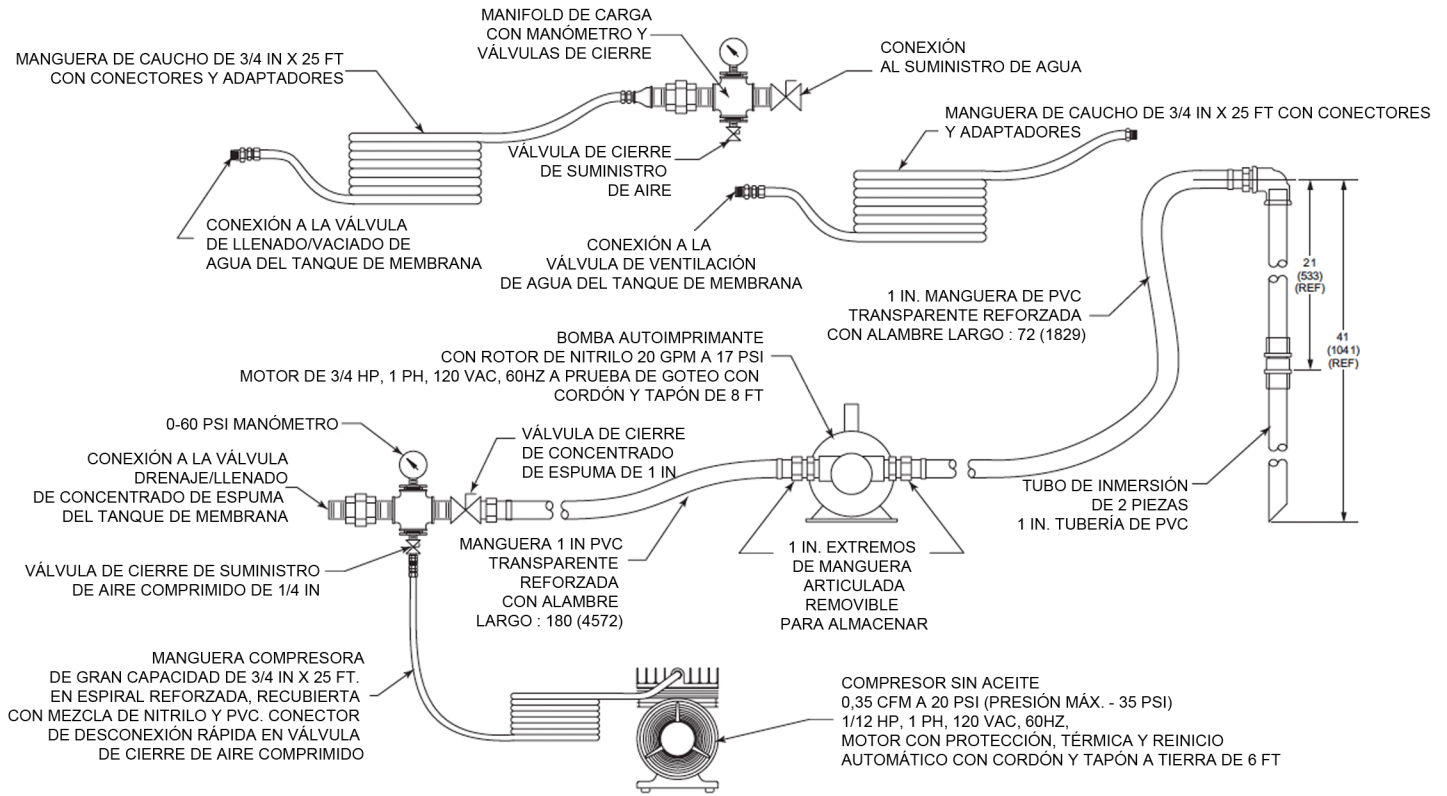 MANIFOLD DE CARGA
CON MANÓMETRO Y
VÁLVULAS DE CIERRE
MANGUERA DE CAUCHO DE 3/4 IN X 25 FT
CON CONECTORES Y ADAPTADORES
CONEXIÓN
AL SUMINISTRO DE AGUA
MANGUERA DE CAUCHO DE 3/4 IN X 25 FT CON CONECTORES
Y ADAPTADORES
VÁLVULA DE CIERRE
DE SUMINISTRO
DE AIRE
CONEXIÓN A LA VÁLVULA
DE LLENADO/VACIADO DE
AGUA DEL TANQUE DE MEMBRANA
CONEXIÓN A LA
VÁLVULA DE VENTILACIÓN
DE AGUA DEL TANQUE DE MEMBRANA
21
(533)
(REF)
1 IN. MANGUERA DE PVC
TRANSPARENTE REFORZADA
CON ALAMBRE LARGO : 72 (1829)
41
(1041)
(REF)
BOMBA AUTOIMPRIMANTE
CON ROTOR DE NITRILO 20 GPM A 17 PSI
MOTOR DE 3/4 HP, 1 PH, 120 VAC, 60HZ A PRUEBA DE GOTEO CON
CORDÓN Y TAPÓN DE 8 FT
0-60 PSI MANÓMETRO
VÁLVULA DE CIERRE
DE CONCENTRADO
DE ESPUMA DE 1 IN
CONEXIÓN A LA VÁLVULA
DRENAJE/LLENADO
DE CONCENTRADO DE ESPUMA
DEL TANQUE DE MEMBRANA
TUBO DE INMERSIÓN
DE 2 PIEZAS
1 IN. TUBERÍA DE PVC
VÁLVULA DE CIERRE DE SUMINISTRO
DE AIRE COMPRIMIDO DE 1/4 IN
MANGUERA 1 IN PVC
TRANSPARENTE
REFORZADA
CON ALAMBRE
LARGO : 180 (4572)
1 IN. EXTREMOS
DE MANGUERA
ARTICULADA
REMOVIBLE
PARA ALMACENAR
MANGUERA COMPRESORA
DE GRAN CAPACIDAD DE 3/4 IN X 25 FT.
EN ESPIRAL REFORZADA, RECUBIERTA
CON MEZCLA DE NITRILO Y PVC. CONECTOR
DE DESCONEXIÓN RÁPIDA EN VÁLVULA
DE CIERRE DE AIRE COMPRIMIDO
COMPRESOR SIN ACEITE
0,35 CFM A 20 PSI (PRESIÓN MÁX. - 35 PSI)
1/12 HP, 1 PH, 120 VAC, 60HZ,
MOTOR CON PROTECCIÓN, TÉRMICA Y REINICIO
AUTOMÁTICO CON CORDÓN Y TAPÓN A TIERRA DE 6 FT